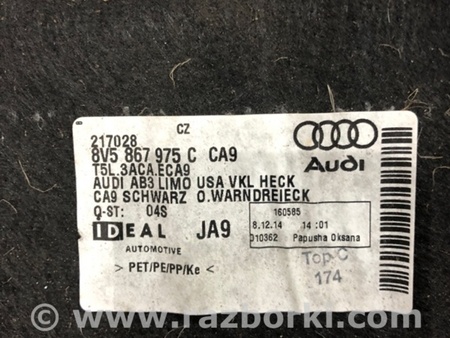 CZ
217028
8V5 867 975 C CA9
T5L.3ACA.ECA9
AUDI AB3 LIMO USA VKL HECK
CA9 SCHWARZ O.WARNDREIECK
Q-ST: 04S
IDEAL JA9
AUTOMOTIVE
> PET/PE/PP/Ke <
Audi
160585
8.12.14 14:01
010362 Papusha Oksana
Top C
174
www.razborki.com